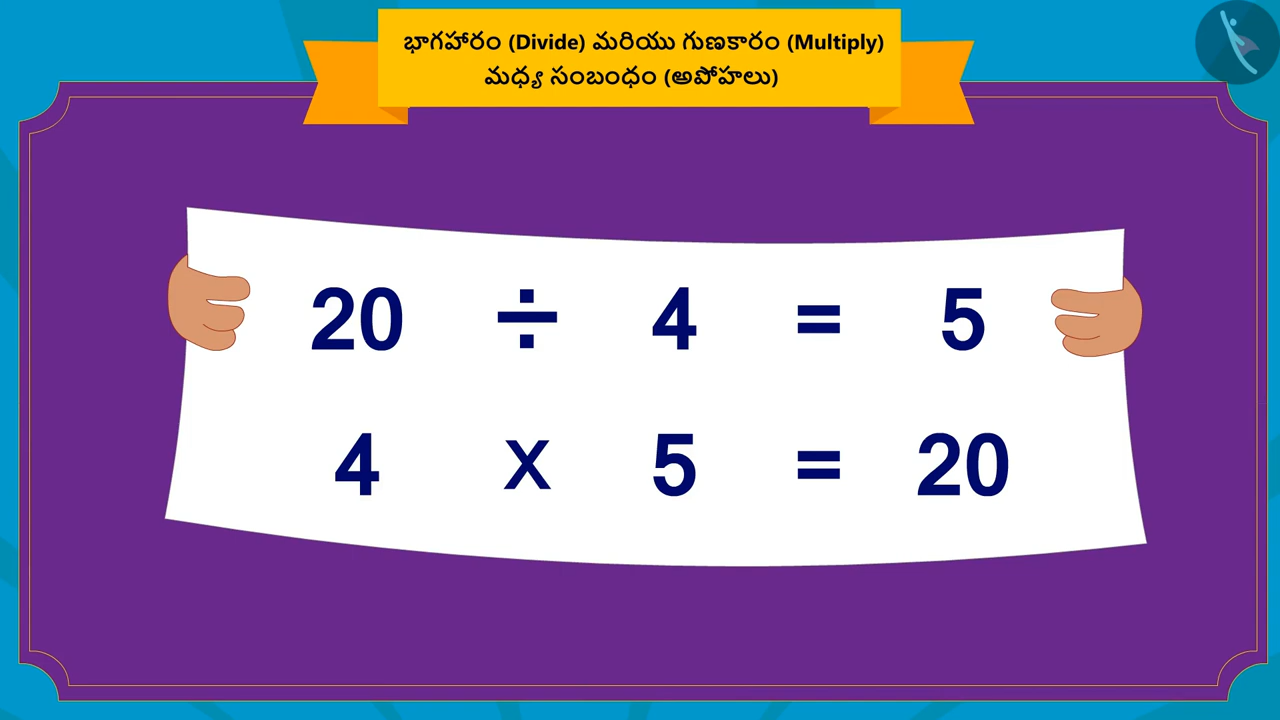 భాగహారం (Divide) మరియు గుణకారం (Multiply)
మధ్య సంబంధం (అపోహలు)
20 ÷ 4 = 5
4 x 5 = 20